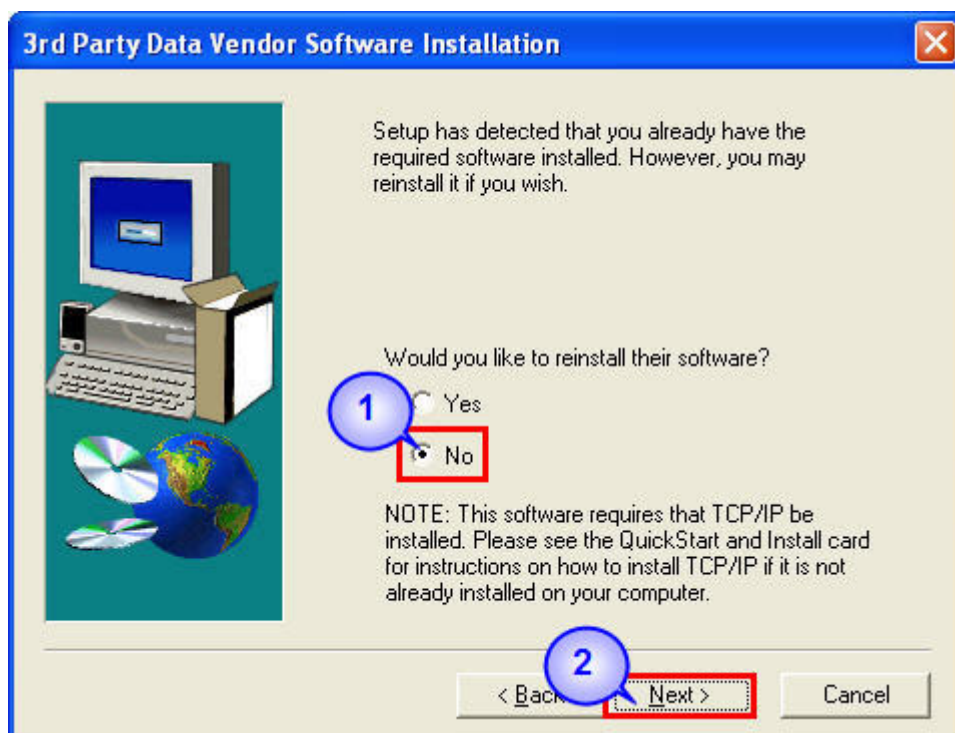 3rd Party Data Vendor Software Installation
Setup has detected that you already have the
required software installed. However, you may
reinstall it if you wish.
Would you like to reinstall their software?
1
Yes
No
NOTE: This software requires that TCP/IP be
installed. Please see the QuickStart and Install card
for instructions on how to install TCP/IP if it is not
already installed on your computer.
2
< Back
Next >
Cancel